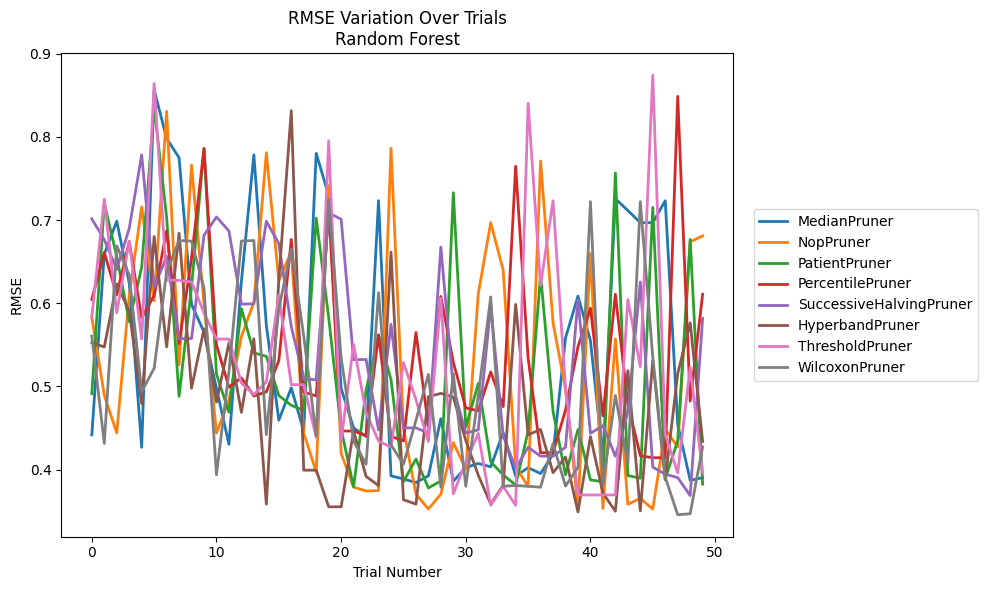 RMSE Variation Over Trials
Random Forest
RMSE
0.9
0.8
0.7
0.6
0.5
0.4
0
10
20
30
40
50
Trial Number
MedianPruner
NopPruner
PatientPruner
PercentilePruner
SuccessiveHalvingPruner
HyperbandPruner
ThresholdPruner
WilcoxonPruner